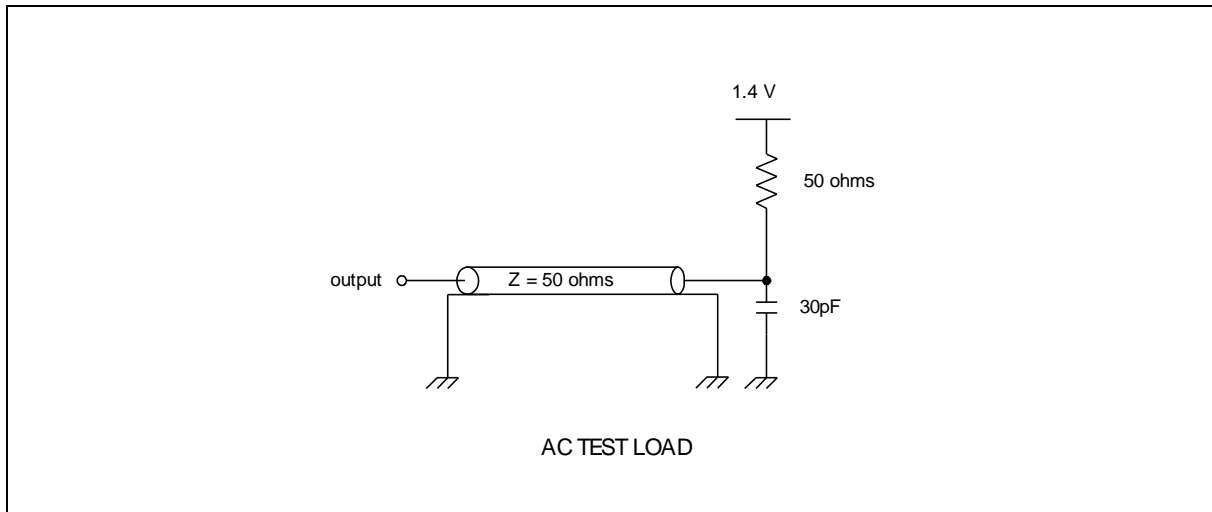 1.4 V
50 ohms
output
Z = 50 ohms
30pF
AC TEST LOAD